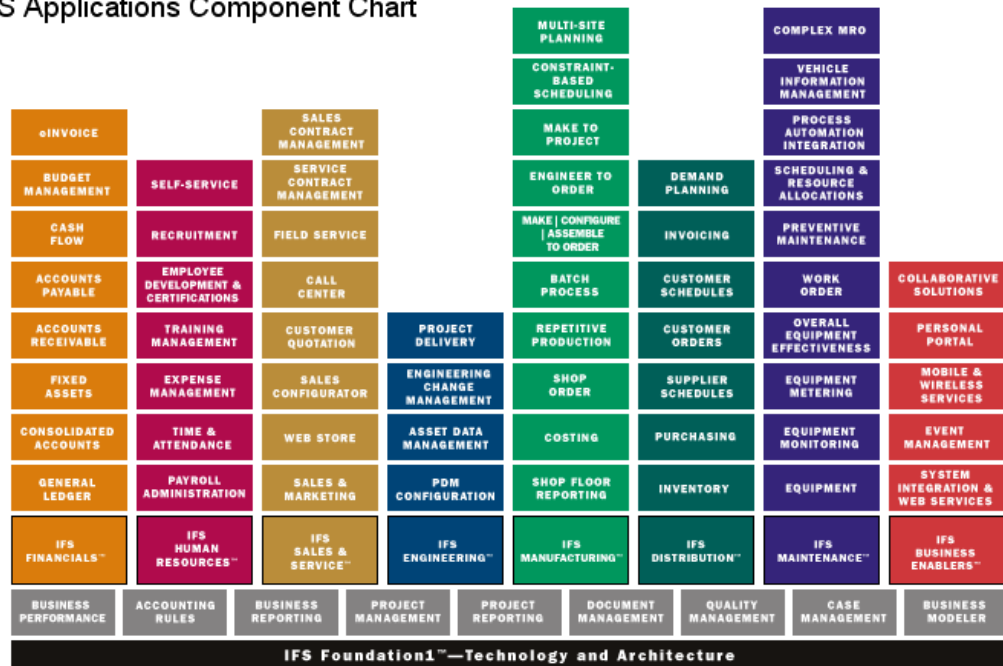 S Applications Component Chart
eINVOICE
BUDGET
MANAGEMENT
CASH
FLOW
ACCOUNTS
PAYABLE
ACCOUNTS
RECEIVABLE
FIXED
ASSETS
CONSOLIDATED
ACCOUNTS
GENERAL
LEDGER
IFS
FINANCIALS™
SELF-SERVICE
RECRUITMENT
EMPLOYEE
DEVELOPMENT &
CERTIFICATIONS
TRAINING
MANAGEMENT
EXPENSE
MANAGEMENT
TIME &
ATTENDANCE
PAYROLL
ADMINISTRATION
IFS
HUMAN
RESOURCES™
SALES
CONTRACT
MANAGEMENT
SERVICE
CONTRACT
MANAGEMENT
FIELD SERVICE
CALL
CENTER
CUSTOMER
QUOTATION
SALES
CONFIGURATOR
WEB STORE
SALES &
MARKETING
IFS
SALES &
SERVICE™
PROJECT
DELIVERY
ENGINEERING
CHANGE
MANAGEMENT
ASSET DATA
MANAGEMENT
PDM
CONFIGURATION
IFS
ENGINEERING™
MULTI-SITE
PLANNING
CONSTRAINT-
BASED
SCHEDULING
MAKE TO
PROJECT
ENGINEER TO
ORDER
MAKE | CONFIGURE
| ASSEMBLE
TO ORDER
BATCH
PROCESS
REPETITIVE
PRODUCTION
SHOP
ORDER
COSTING
SHOP FLOOR
REPORTING
IFS
MANUFACTURING™
DEMAND
PLANNING
INVOICING
CUSTOMER
SCHEDULES
CUSTOMER
ORDERS
SUPPLIER
SCHEDULES
PURCHASING
INVENTORY
IFS
DISTRIBUTION™
COMPLEX MRO
VEHICLE
INFORMATION
MANAGEMENT
PROCESS
AUTOMATION
INTEGRATION
SCHEDULING &
RESOURCE
ALLOCATIONS
PREVENTIVE
MAINTENANCE
WORK
ORDER
OVERALL
EQUIPMENT
EFFECTIVENESS
EQUIPMENT
METERING
EQUIPMENT
MONITORING
EQUIPMENT
IFS
MAINTENANCE™
COLLABORATIVE
SOLUTIONS
PERSONAL
PORTAL
MOBILE &
WIRELESS
SERVICES
EVENT
MANAGEMENT
SYSTEM
INTEGRATION &
WEB SERVICES
IFS
BUSINESS
ENABLERS™
BUSINESS
PERFORMANCE
ACCOUNTING
RULES
BUSINESS
REPORTING
PROJECT
MANAGEMENT
PROJECT
REPORTING
DOCUMENT
MANAGEMENT
QUALITY
MANAGEMENT
CASE
MANAGEMENT
BUSINESS
MODELER
IFS Foundation1™—Technology and Architecture